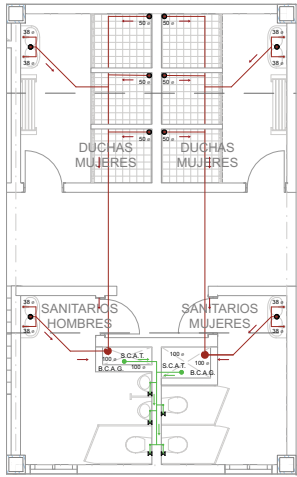 38 ø
38 ø
50 ø
50 ø
38 ø
38 ø
50 ø
50 ø
50 ø
50 ø
DUCHAS
MUJERES
DUCHAS
MUJERES
38 ø
38 ø
SANITARIOS
HOMBRES
SANITARIOS
MUJERES
38 ø
38 ø
100 ø
S.C.A.T.
100 ø
B.C.A.G.
100 ø
S.C.A.T.
100 ø
B.C.A.G.